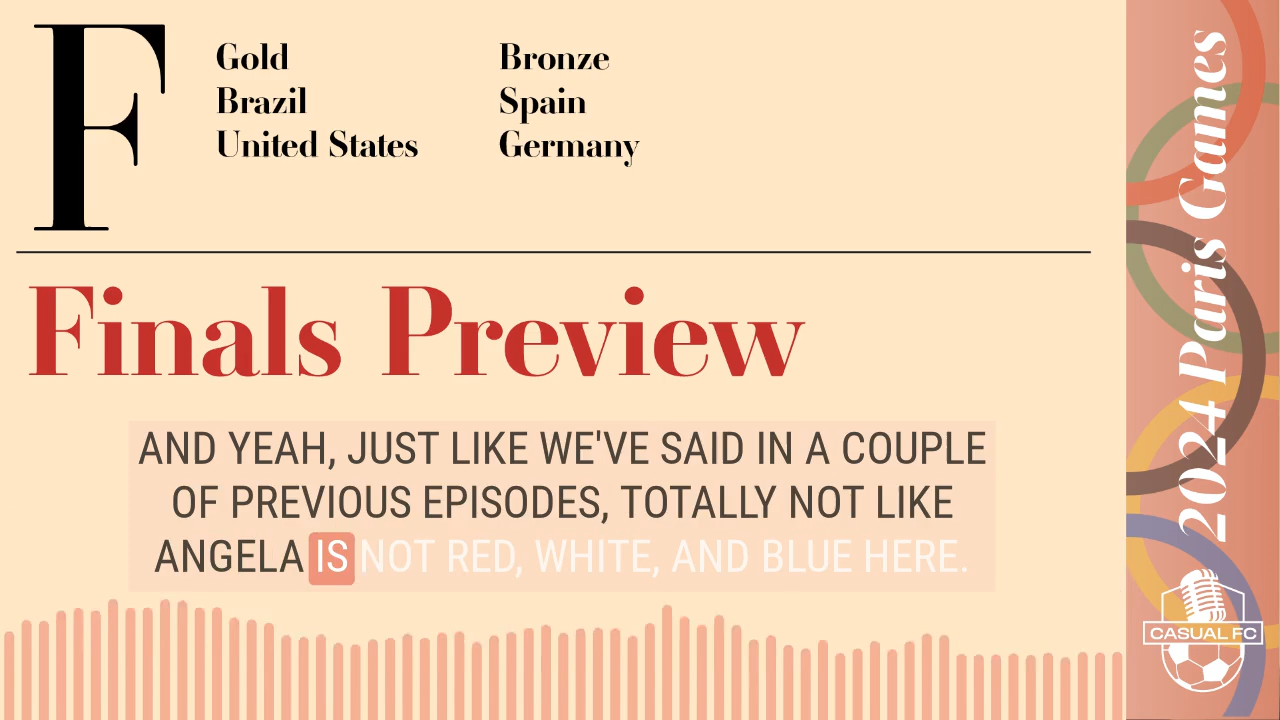 F
Gold
Brazil
United States
Bronze
Spain
Germany
Finals Preview
AND YEAH, JUST LIKE WE'VE SAID IN A COUPLE
OF PREVIOUS EPISODES, TOTALLY NOT LIKE
ANGELA IS NOT RED, WHITE, AND BLUE HERE.
2024 Paris Games
CASUAL FC